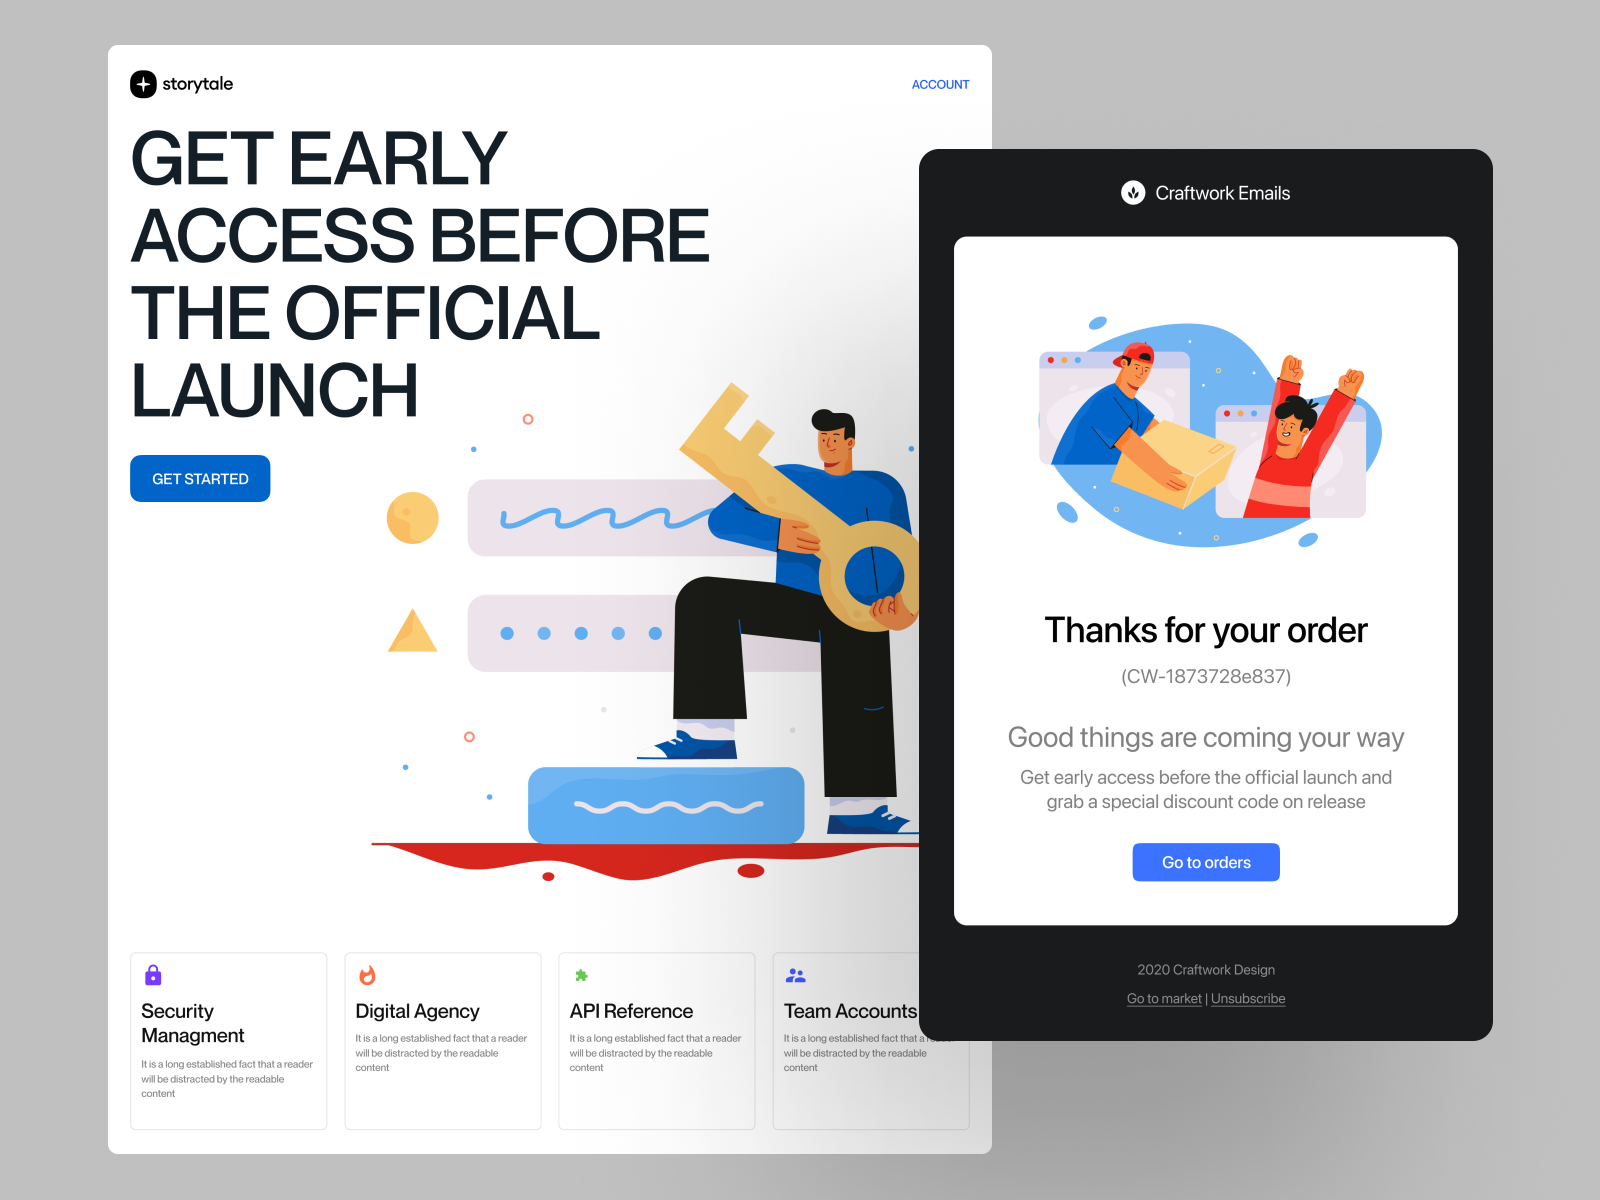 storytale
ACCOUNT
GET EARLY
ACCESS BEFORE
THE OFFICIAL
LAUNCH
GET STARTED
Security
Managment
It is a long established fact that a reader
will be distracted by the readable
content
Digital Agency
It is a long established fact that a reader
will be distracted by the readable
content
API Reference
It is a long established fact that a reader
will be distracted by the readable
content
Team Accounts
It is a long established fact that a reader
will be distracted by the readable
content
Craftwork Emails
Thanks for your order
(CW-1873728e837)
Good things are coming your way
Get early access before the official launch and
grab a special discount code on release
Go to orders
2020 Craftwork Design
Go to market | Unsubscribe